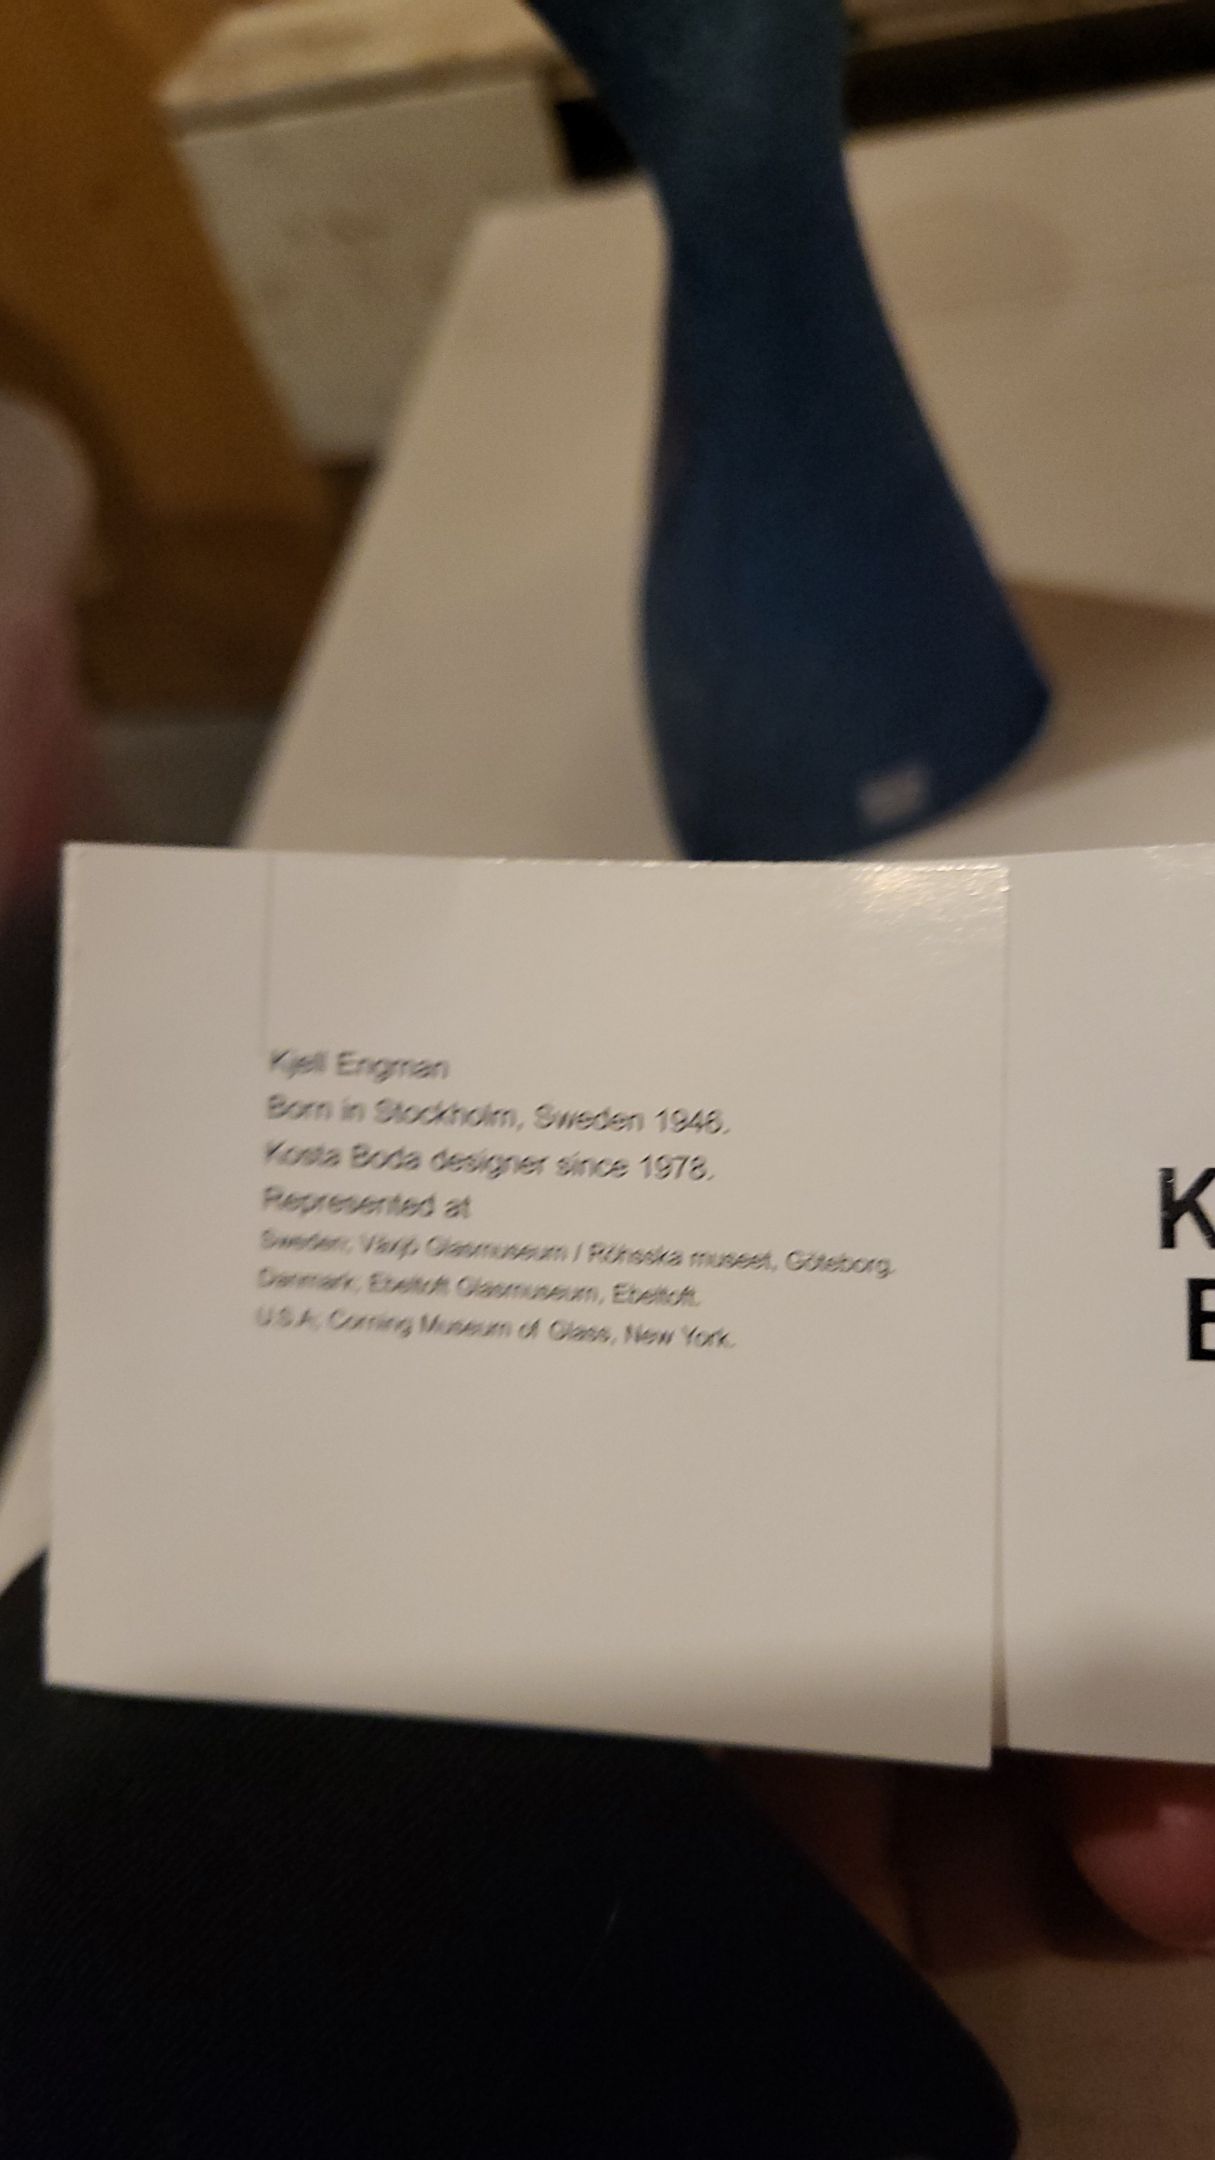 Kjell Engman
Born in Stockholm, Sweden 1946.
Kosta Boda designer since 1978.
Represented at
Sweden; Växjö Glasmuseum / Röhsska museet, Göteborg.
Danmark; Ebeltoft Glasmuseum, Ebeltoft.
U.S.A; Corning Museum of Glass, New York.
K
B